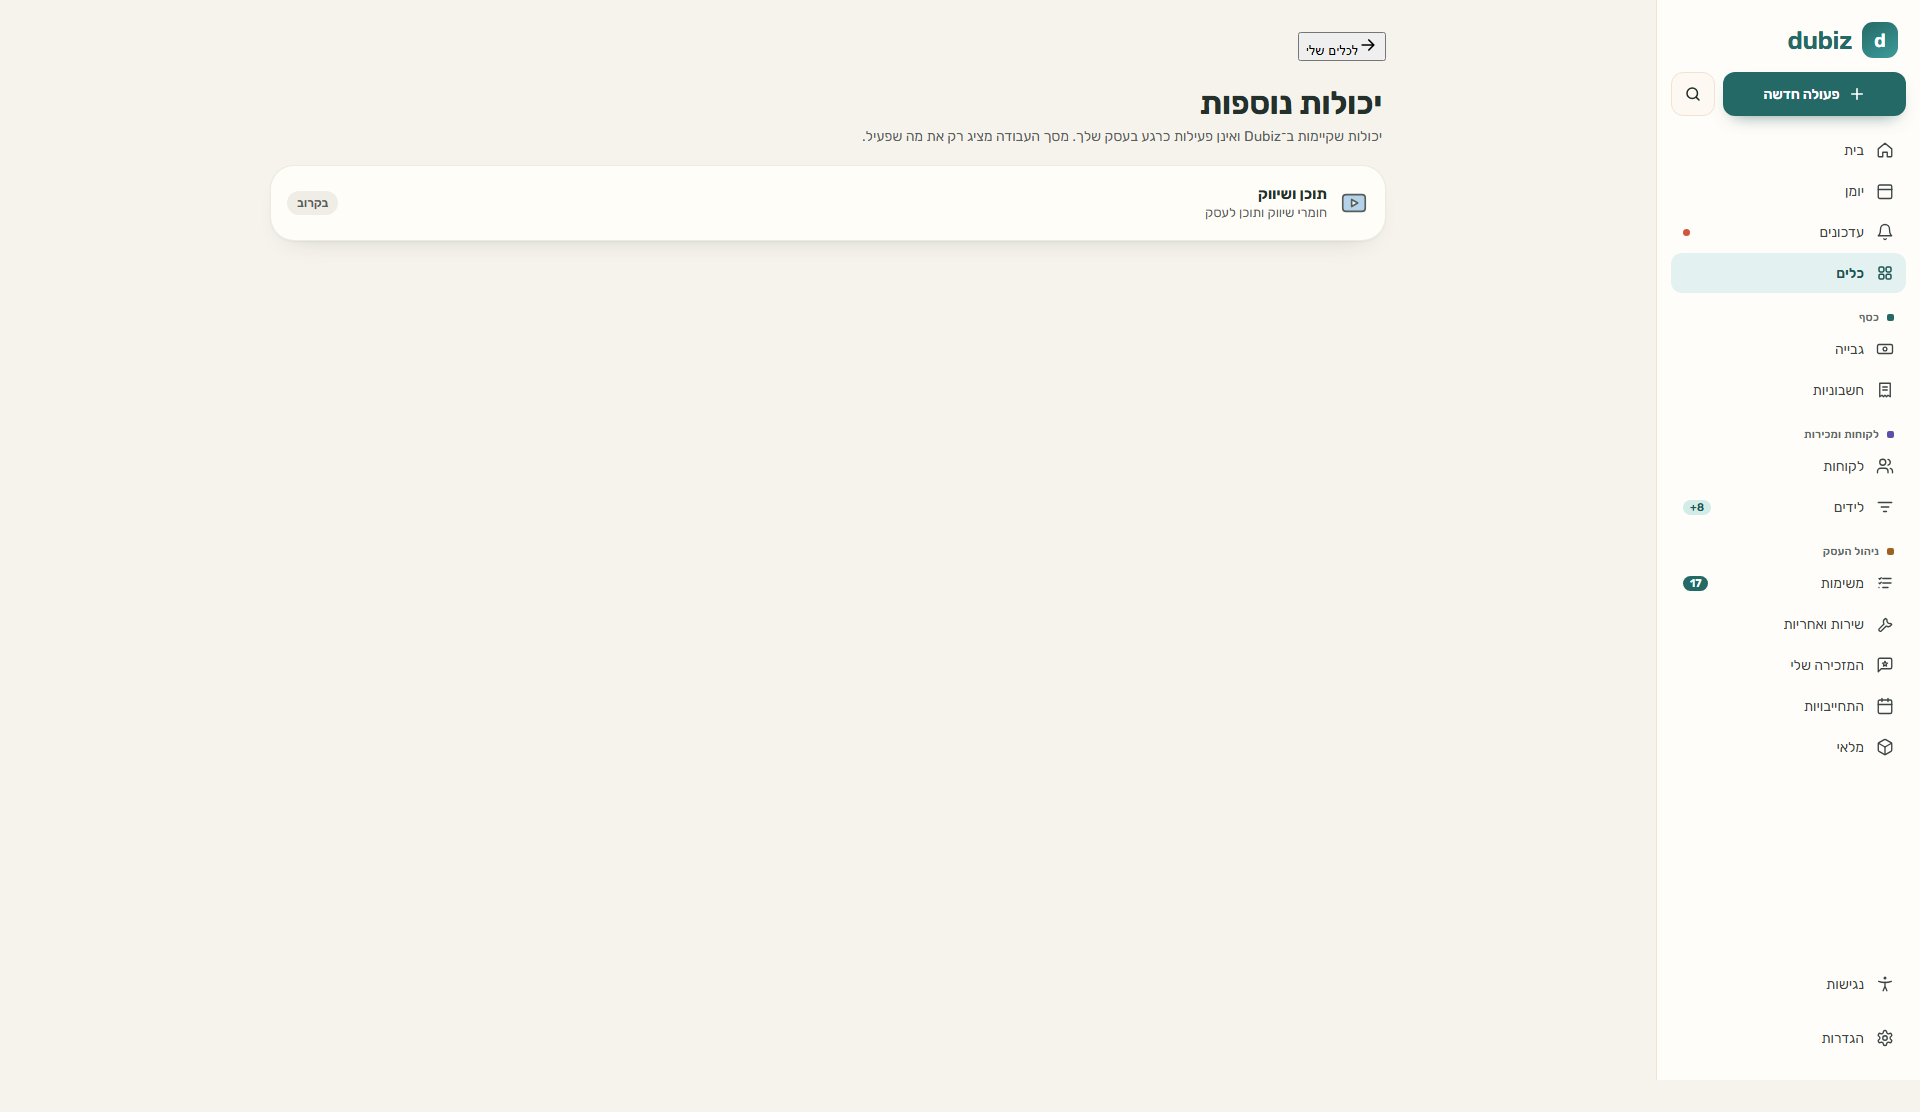 dubiz
d
פעולה חדשה
בית
יומן
עדכונים
כלים
כסף
גבייה
חשבוניות
לקוחות ומכירות
לקוחות
לידים
+8
ניהול העסק
משימות
17
שירות ואחריות
המזכירה שלי
התחייבויות
מלאי
נגישות
הגדרות
לכלים שלי
יכולות נוספות
יכולות שקיימות ב־Dubiz ואינן פעילות כרגע בעסק שלך. מסך העבודה מציג רק את מה שפעיל.
תוכן ושיווק
חומרי שיווק ותוכן לעסק
בקרוב